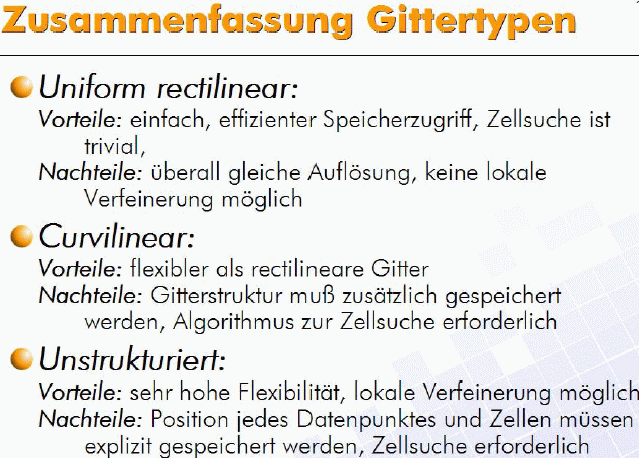 Zusammenfassung Gittertypen
Uniform rectilinear:
Vorteile: einfach, effizienter Speicherzugriff, Zellsuche ist
trivial,
Nachteile: überall gleiche Auflösung, keine lokale
Verfeinerung möglich
Curvilinear:
Vorteile: flexibler als rectilineare Gitter
Nachteile: Gitterstruktur muß zusätzlich gespeichert
werden, Algorithmus zur Zellsuche erforderlich
Unstrukturiert:
Vorteile: sehr hohe Flexibilität, lokale Verfeinerung möglich
Nachteile: Position jedes Datenpunktes und Zellen müssen
explizit gespeichert werden, Zellsuche erforderlich